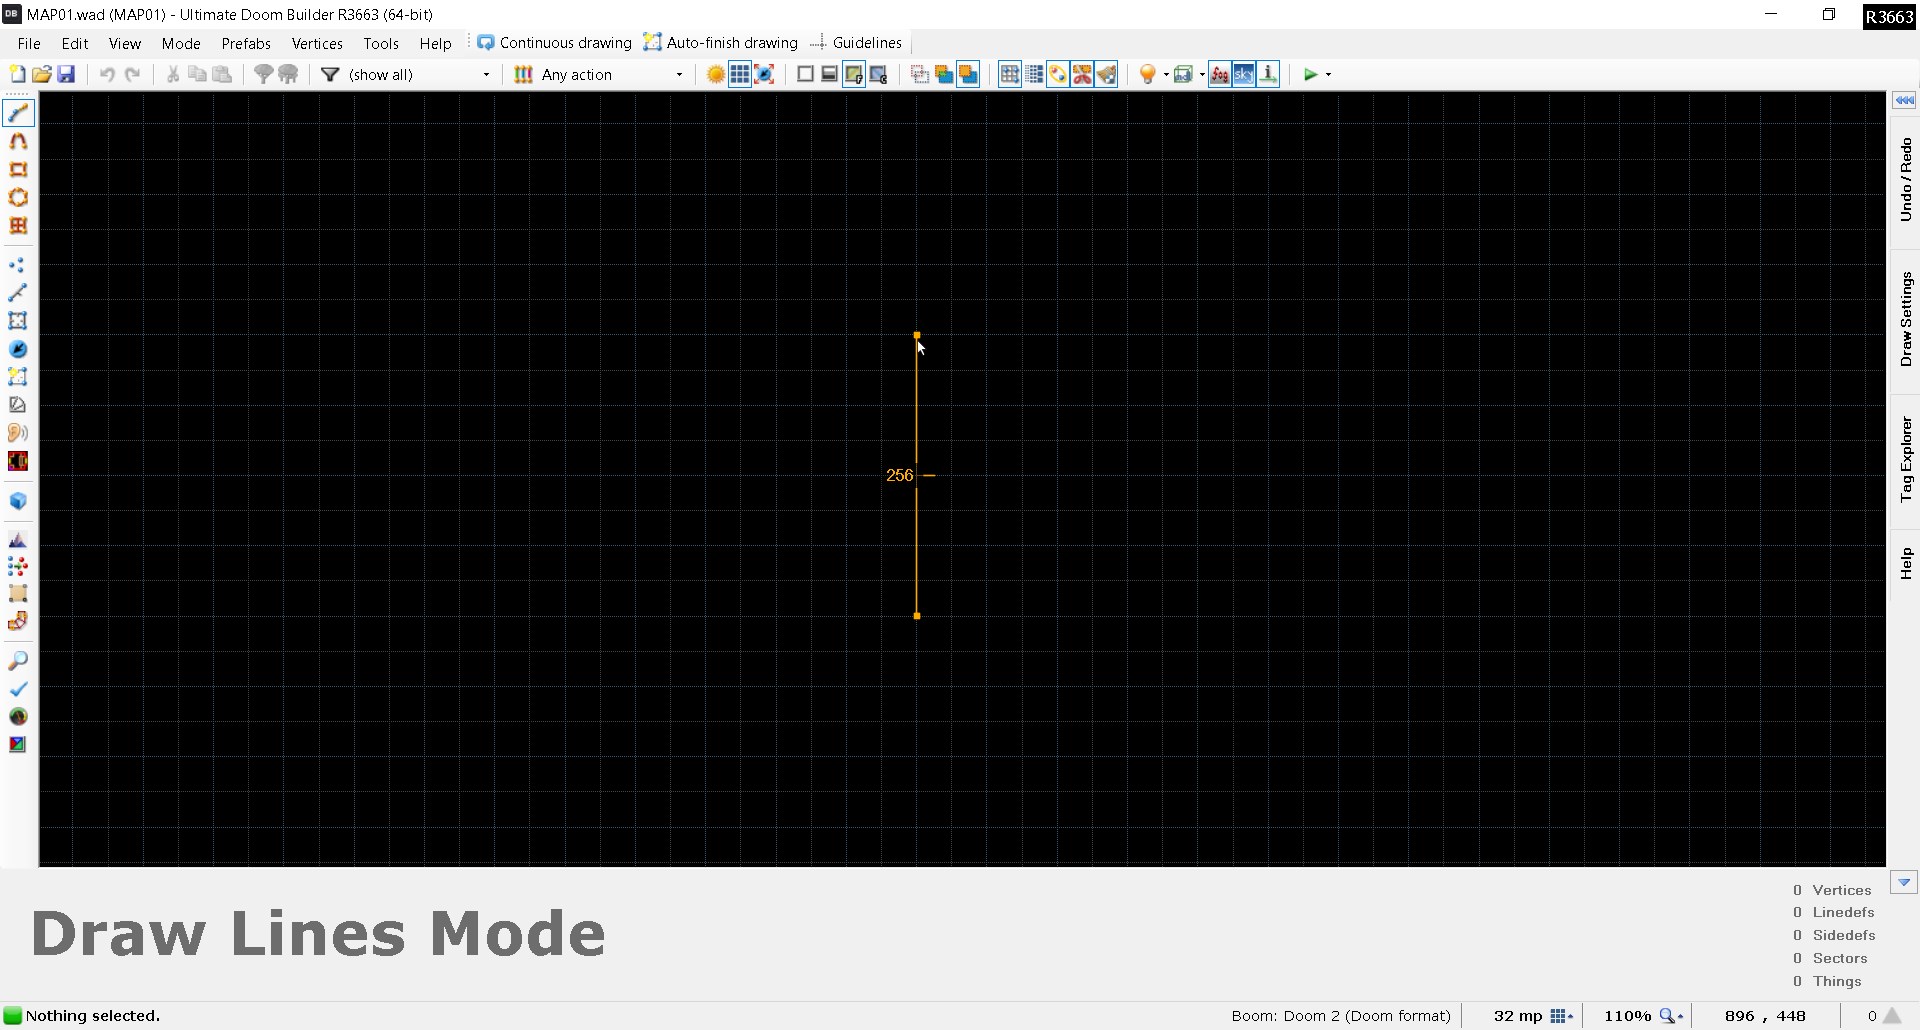 MAP01.wad (MAP01) - Ultimate Doom Builder R3663 (64-bit)
R3663
File Edit View Mode Prefabs Vertices Tools Help Continuous drawing Auto-finish drawing Guidelines
(show all) Any action fog sky
Undo / Redo
Draw Settings
Tag Explorer
Help
256
Draw Lines Mode
0 Vertices
0 Linedefs
0 Sidedefs
0 Sectors
0 Things
Nothing selected. Boom: Doom 2 (Doom format) 32 mp 110% 896 , 448 0